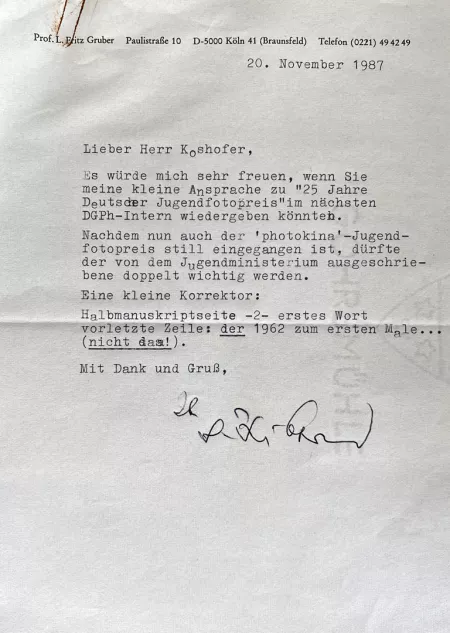 Prof. L. Fritz Gruber Paulistraße 10 D-5000 Köln 41 (Braunsfeld) Telefon (0221) 49 42 49
20. November 1987
Lieber Herr Koshofer,
Es würde mich sehr freuen, wenn Sie
meine kleine Ansprache zu "25 Jahre
Deutsder Jugendfotopreis"im nächsten
DGPh-Intern wiedergeben könnten.
Nachdem nun auch der 'photokina'-Jugend-
fotopreis still eingegangen ist, dürfte
der von dem Jugendministerium ausgeschrie-
bene doppelt wichtig werden.
Eine kleine Korrektor:
Halbmanuskriptseite -2- erstes Wort
vorletzte Zeile: der 1962 zum ersten Male...
(nicht das!).
Mit Dank und Gruß,